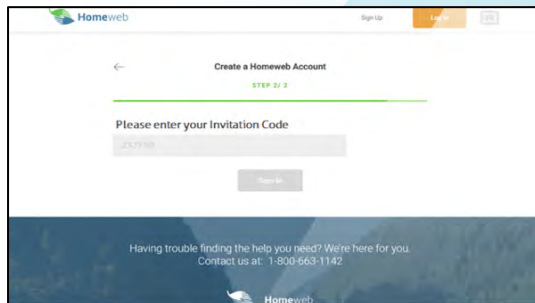 Homeweb
Sign Up
Log In
Create a Homeweb Account
STEP 2/ 2
Please enter your Invitation Code
Sign In
Having trouble finding the help you need? We're here for you.
Contact us at: 1-800-663-1142
Homeweb